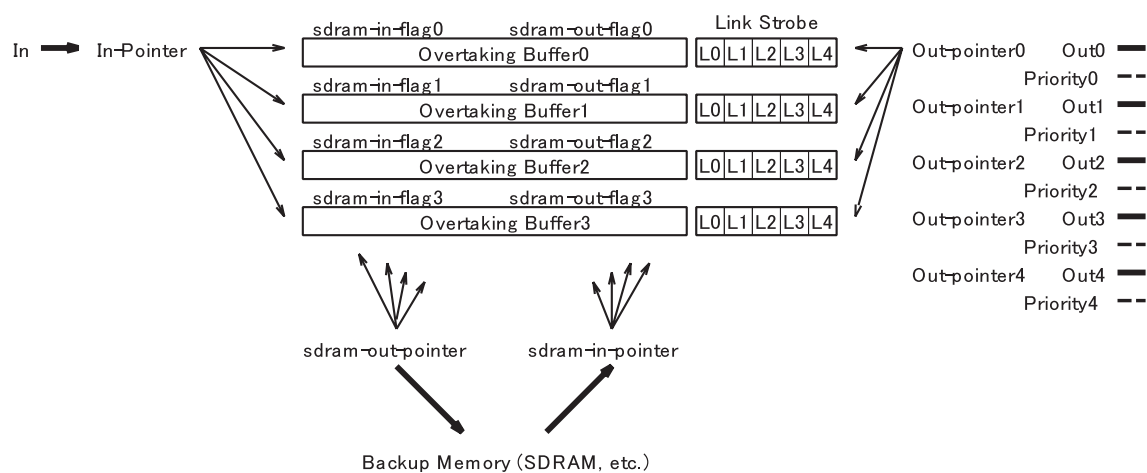 sdram-in-flag0 sdram-out-flag0 Link Strobe
In In-Pointer Overtaking Buffer0 L0 L1 L2 L3 L4 Out-pointer0 Out0
sdram-in-flag1 sdram-out-flag1 Priority0
Overtaking Buffer1 L0 L1 L2 L3 L4 Out-pointer1 Out1
sdram-in-flag2 sdram-out-flag2 Priority1
Overtaking Buffer2 L0 L1 L2 L3 L4 Out-pointer2 Out2
sdram-in-flag3 sdram-out-flag3 Priority2
Overtaking Buffer3 L0 L1 L2 L3 L4 Out-pointer3 Out3
Priority3
Out-pointer4 Out4
Priority4
sdram-out-pointer sdram-in-pointer
Backup Memory (SDRAM, etc.)